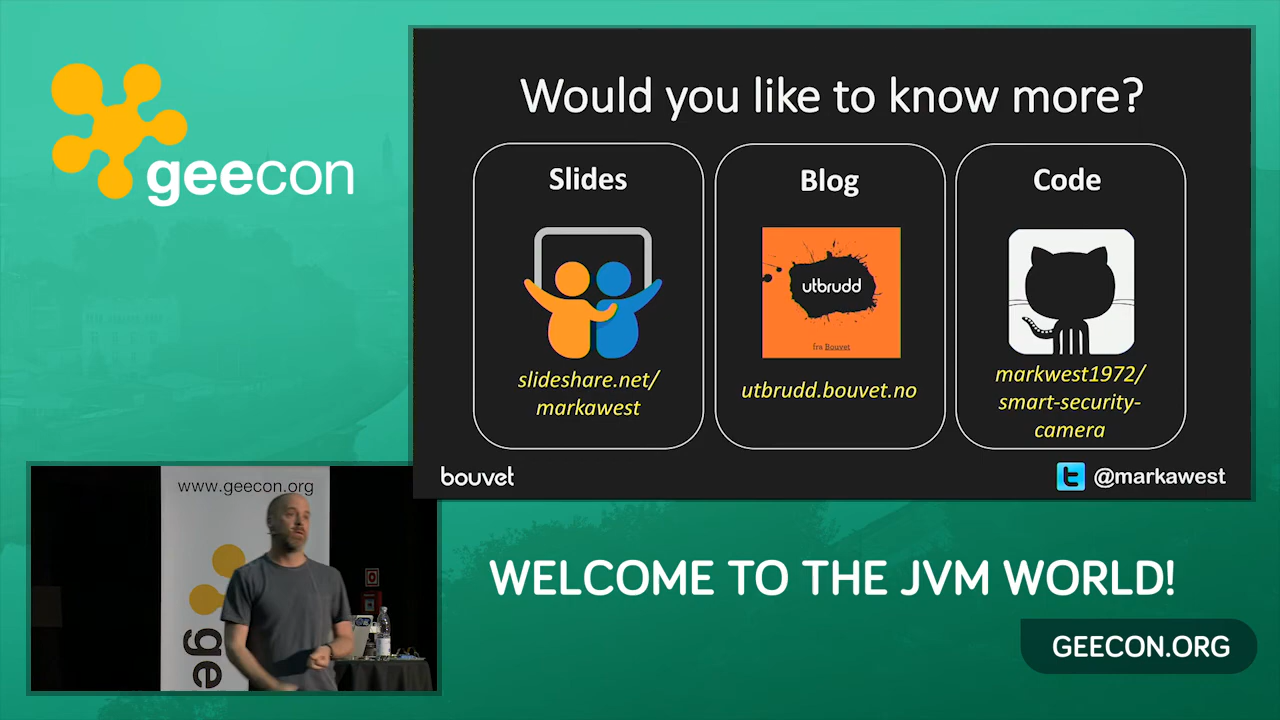 geecon
Would you like to know more?
Slides
slideshare.net/
markawest
Blog
utbrudd
fra Bouvet
utbrudd.bouvet.no
Code
markwest1972/
smart-security-
camera
bouvet
@markawest
www.geecon.org
gee
WELCOME TO THE JVM WORLD!
GEECON.ORG